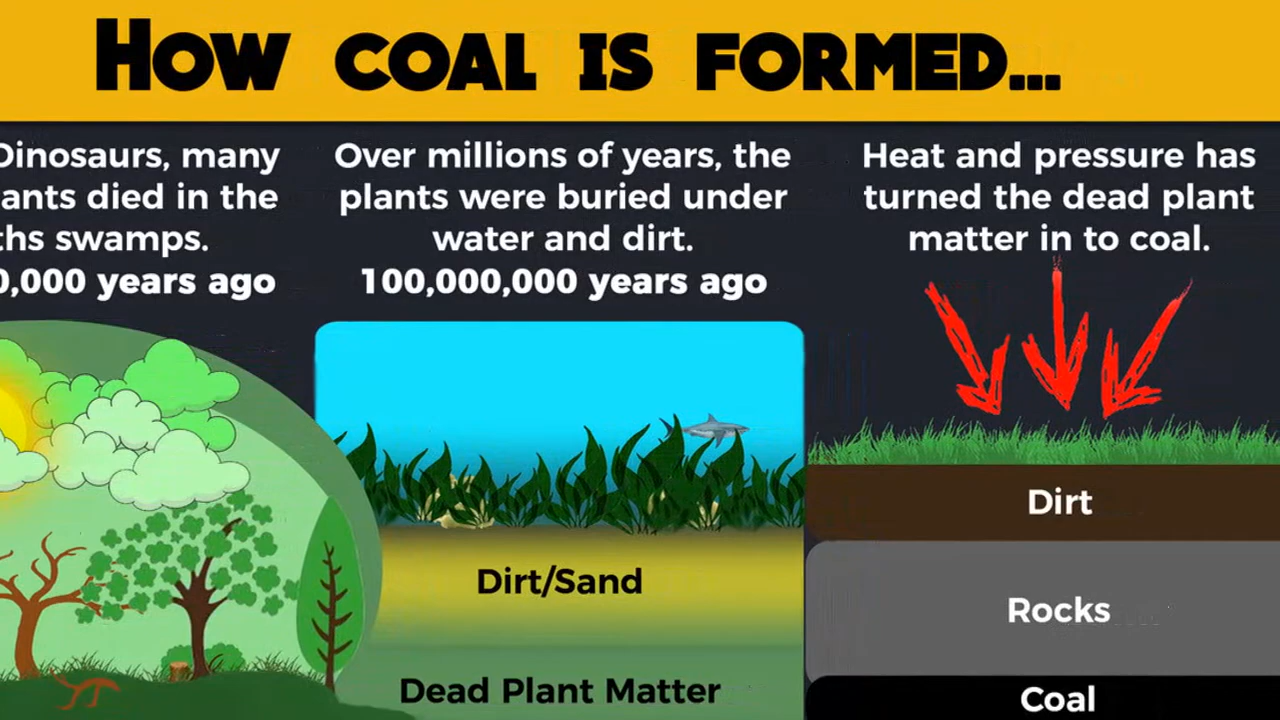 HOW COAL IS FORMED...
Dinosaurs, many
ants died in the
ths swamps.
0,000 years ago
Over millions of years, the
plants were buried under
water and dirt.
100,000,000 years ago
Heat and pressure has
turned the dead plant
matter in to coal.
Dirt/Sand
Dead Plant Matter
Dirt
Rocks
Coal